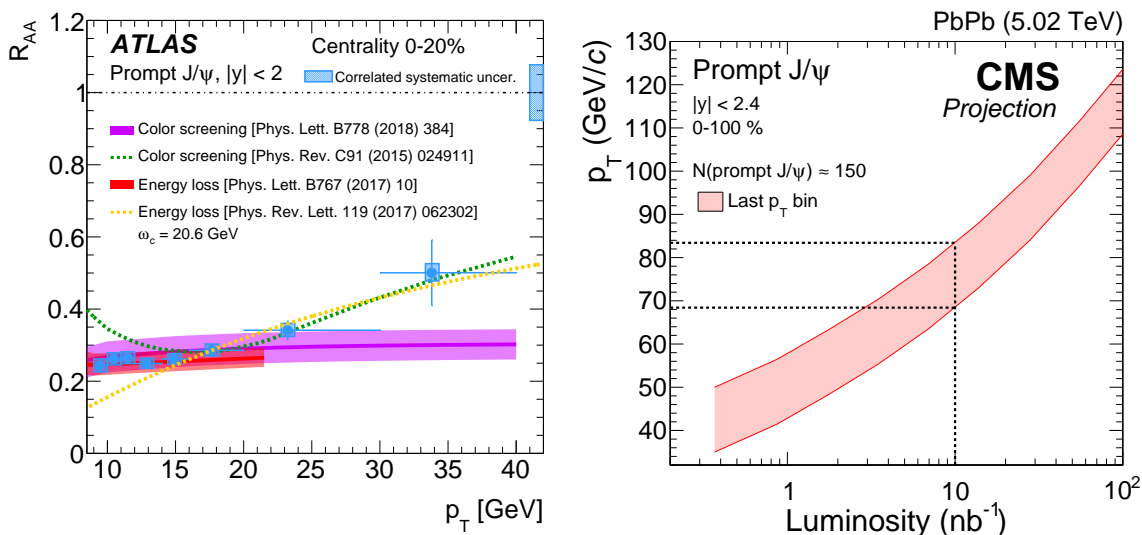 R_AA
1.2
1
0.8
0.6
0.4
0.2
0
ATLAS
Centrality 0-20%
Prompt J/ψ, |y| < 2
Correlated systematic uncer.
Color screening [Phys. Lett. B778 (2018) 384]
Color screening [Phys. Rev. C91 (2015) 024911]
Energy loss [Phys. Lett. B767 (2017) 10]
Energy loss [Phys. Rev. Lett. 119 (2017) 062302]
ω_c = 20.6 GeV
10 15 20 25 30 35 40
p_T [GeV]
PbPb (5.02 TeV)
p_T (GeV/c)
130
120
110
100
90
80
70
60
50
40
Prompt J/ψ
CMS
Projection
|y| < 2.4
0-100 %
N(prompt J/ψ) ≈ 150
Last p_T bin
1 10 10²
Luminosity (nb⁻¹)